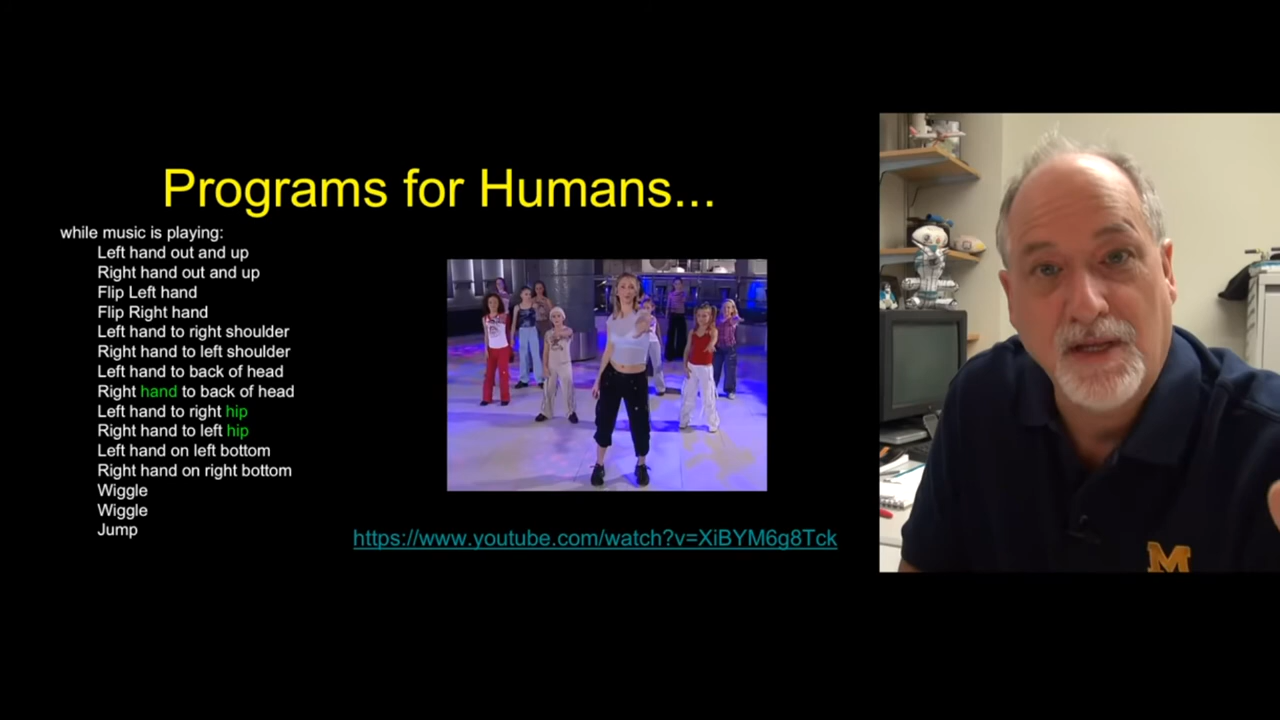 Programs for Humans...
while music is playing:
Left hand out and up
Right hand out and up
Flip Left hand
Flip Right hand
Left hand to right shoulder
Right hand to left shoulder
Left hand to back of head
Right hand to back of head
Left hand to right hip
Right hand to left hip
Left hand on left bottom
Right hand on right bottom
Wiggle
Wiggle
Jump
https://www.youtube.com/watch?v=XiBYM6g8Tck
M